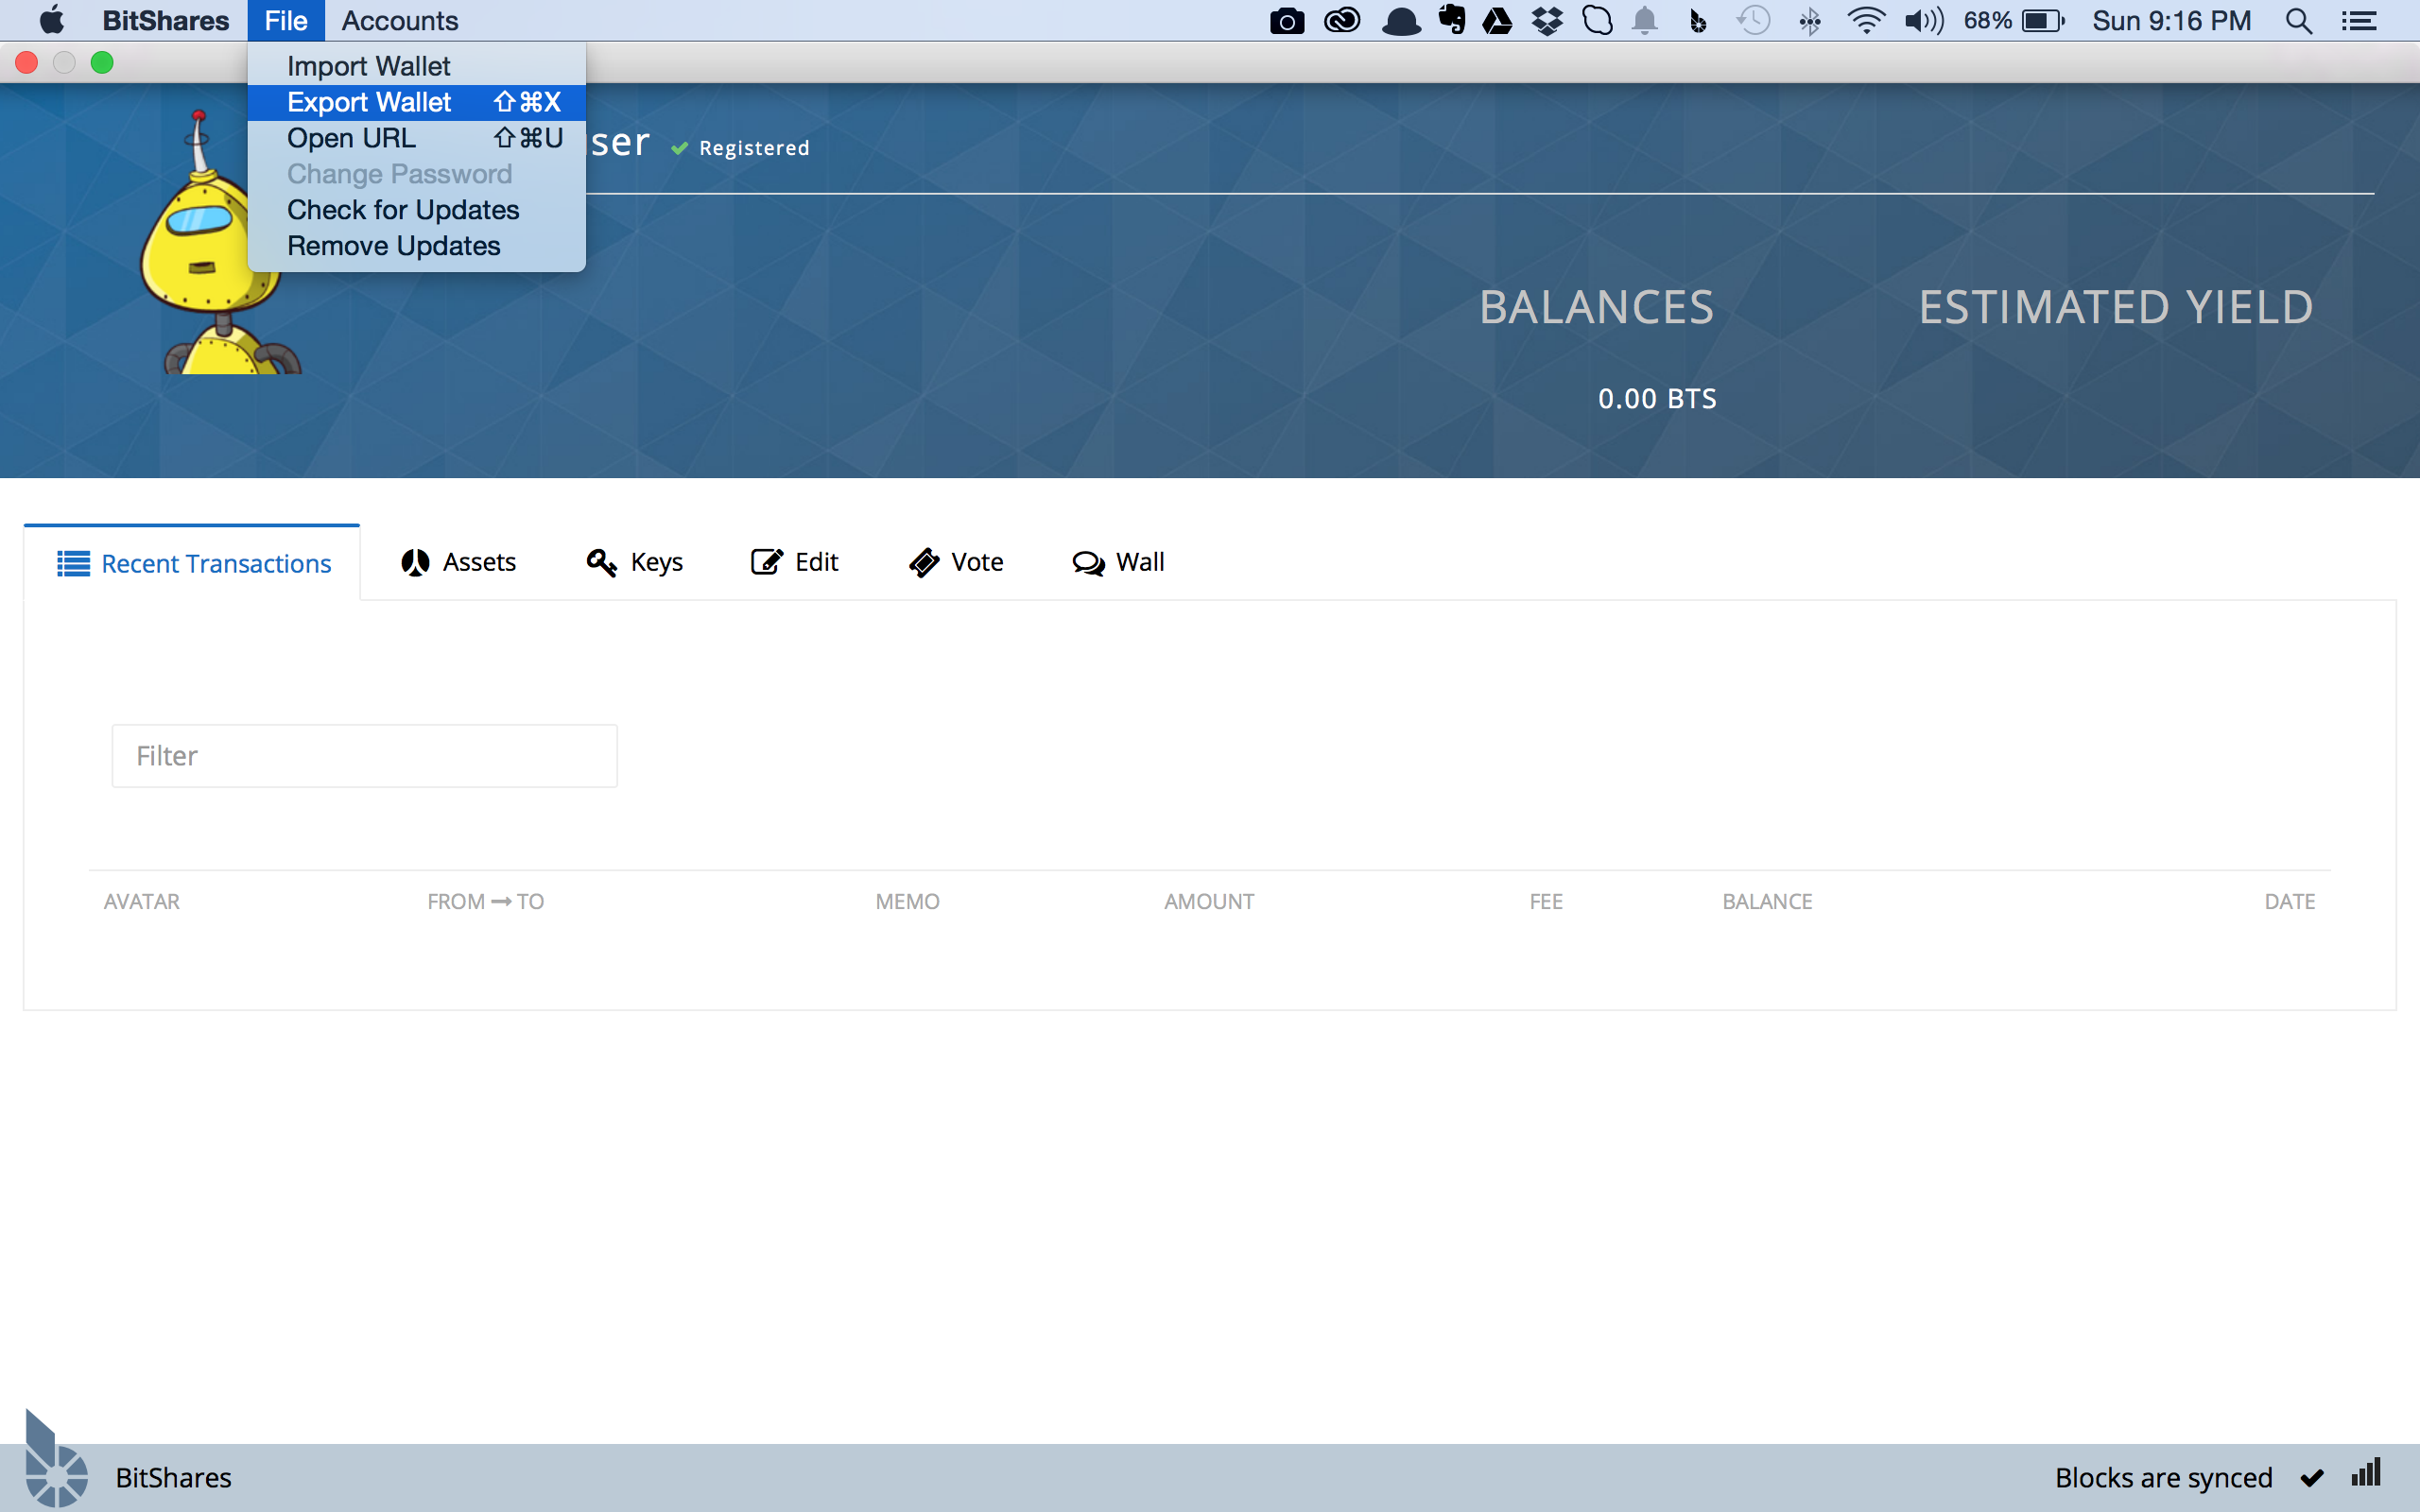 BitShares File Accounts 68% Sun 9:16 PM
Import Wallet
Export Wallet ⇧⌘X
Open URL ⇧⌘U
Change Password
Check for Updates
Remove Updates
Registered
BALANCES ESTIMATED YIELD
0.00 BTS
Recent Transactions Assets Keys Edit Vote Wall
Filter
AVATAR FROM → TO MEMO AMOUNT FEE BALANCE DATE
BitShares Blocks are synced